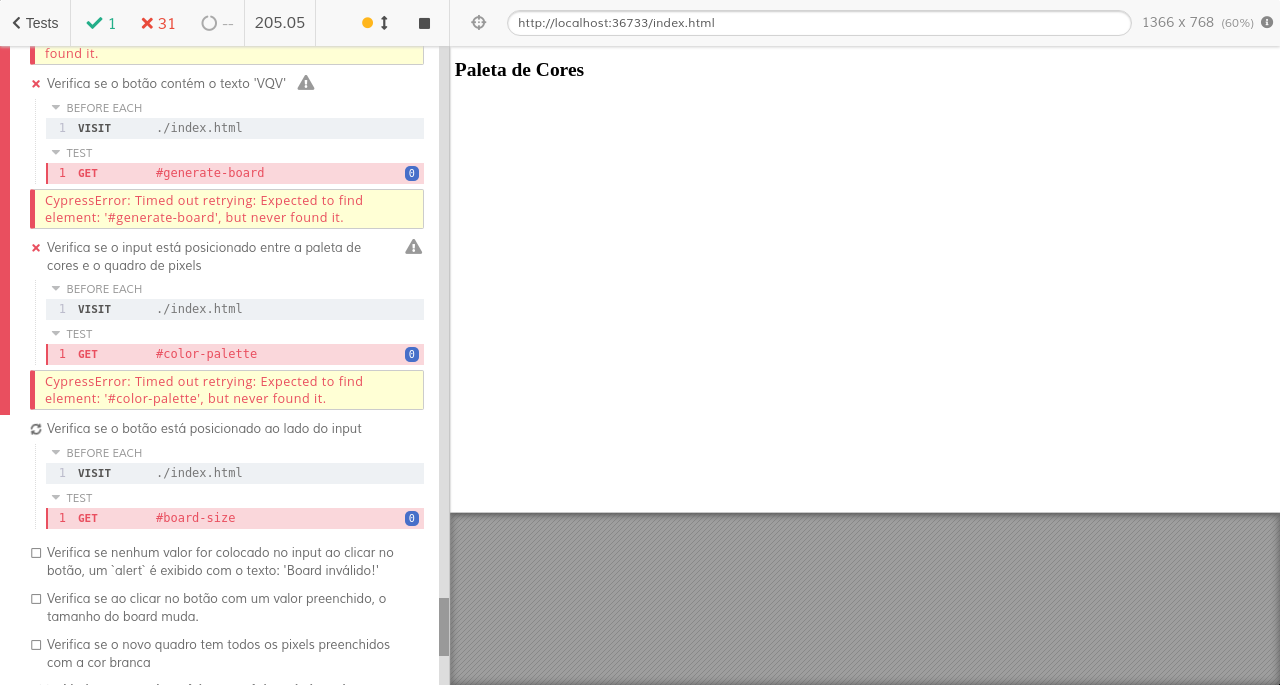 Tests 1 31 -- 205.05 http://localhost:36733/index.html 1366 x 768 (60%)
found it.
Verifica se o botão contém o texto 'VQV'
BEFORE EACH
1 VISIT ./index.html
TEST
1 GET #generate-board 0
CypressError: Timed out retrying: Expected to find
element: '#generate-board', but never found it.
Verifica se o input está posicionado entre a paleta de
cores e o quadro de pixels
BEFORE EACH
1 VISIT ./index.html
TEST
1 GET #color-palette 0
CypressError: Timed out retrying: Expected to find
element: '#color-palette', but never found it.
Verifica se o botão está posicionado ao lado do input
BEFORE EACH
1 VISIT ./index.html
TEST
1 GET #board-size 0
Verifica se nenhum valor for colocado no input ao clicar no
botão, um `alert` é exibido com o texto: 'Board inválido!'
Verifica se ao clicar no botão com um valor preenchido, o
tamanho do board muda.
Verifica se o novo quadro tem todos os pixels preenchidos
com a cor branca
Paleta de Cores